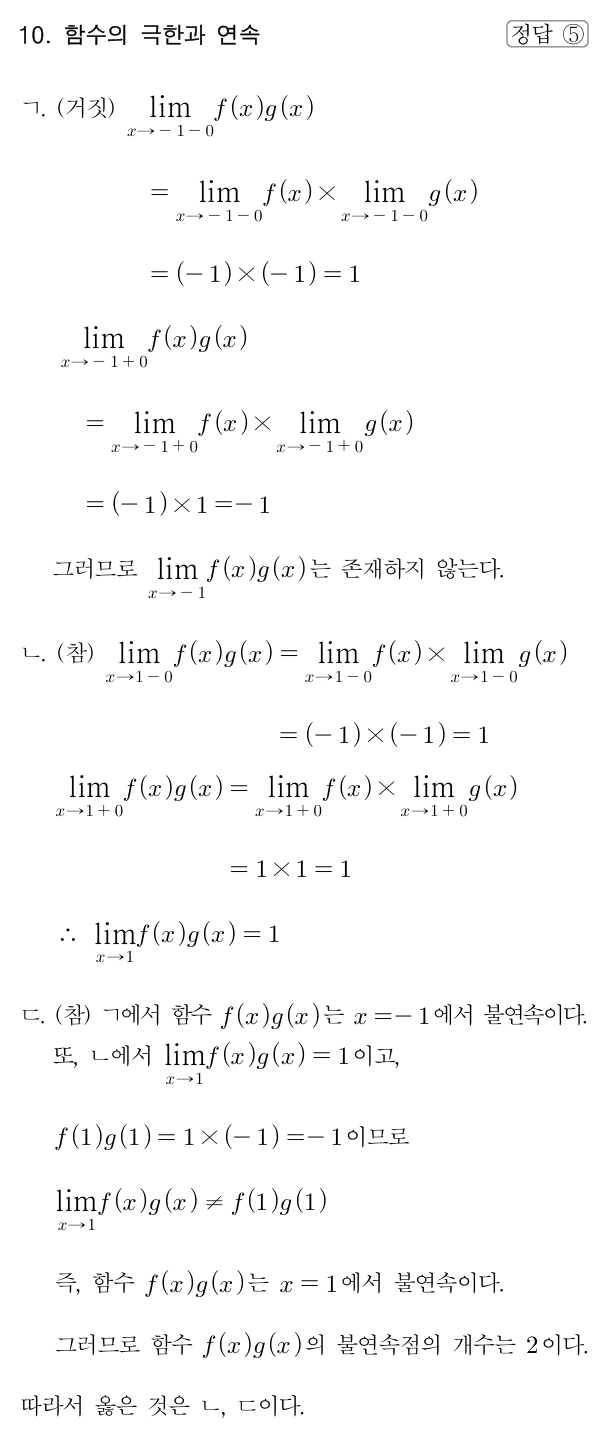 10. 함수의 극한과 연속 정답 ⑤
ㄱ. (거짓) lim_{x→-1-0} f(x)g(x)
= lim_{x→-1-0} f(x) × lim_{x→-1-0} g(x)
= (-1)×(-1) = 1
lim_{x→-1+0} f(x)g(x)
= lim_{x→-1+0} f(x) × lim_{x→-1+0} g(x)
= (-1)×1 = -1
그러므로 lim_{x→-1} f(x)g(x)는 존재하지 않는다.
ㄴ. (참) lim_{x→1-0} f(x)g(x) = lim_{x→1-0} f(x) × lim_{x→1-0} g(x)
= (-1)×(-1) = 1
lim_{x→1+0} f(x)g(x) = lim_{x→1+0} f(x) × lim_{x→1+0} g(x)
= 1×1 = 1
∴ lim_{x→1} f(x)g(x) = 1
ㄷ. (참) ㄱ에서 함수 f(x)g(x)는 x = -1에서 불연속이다.
또, ㄴ에서 lim_{x→1} f(x)g(x) = 1이고,
f(1)g(1) = 1×(-1) = -1이므로
lim_{x→1} f(x)g(x) ≠ f(1)g(1)
즉, 함수 f(x)g(x)는 x = 1에서 불연속이다.
그러므로 함수 f(x)g(x)의 불연속점의 개수는 2이다.
따라서 옳은 것은 ㄴ, ㄷ이다.